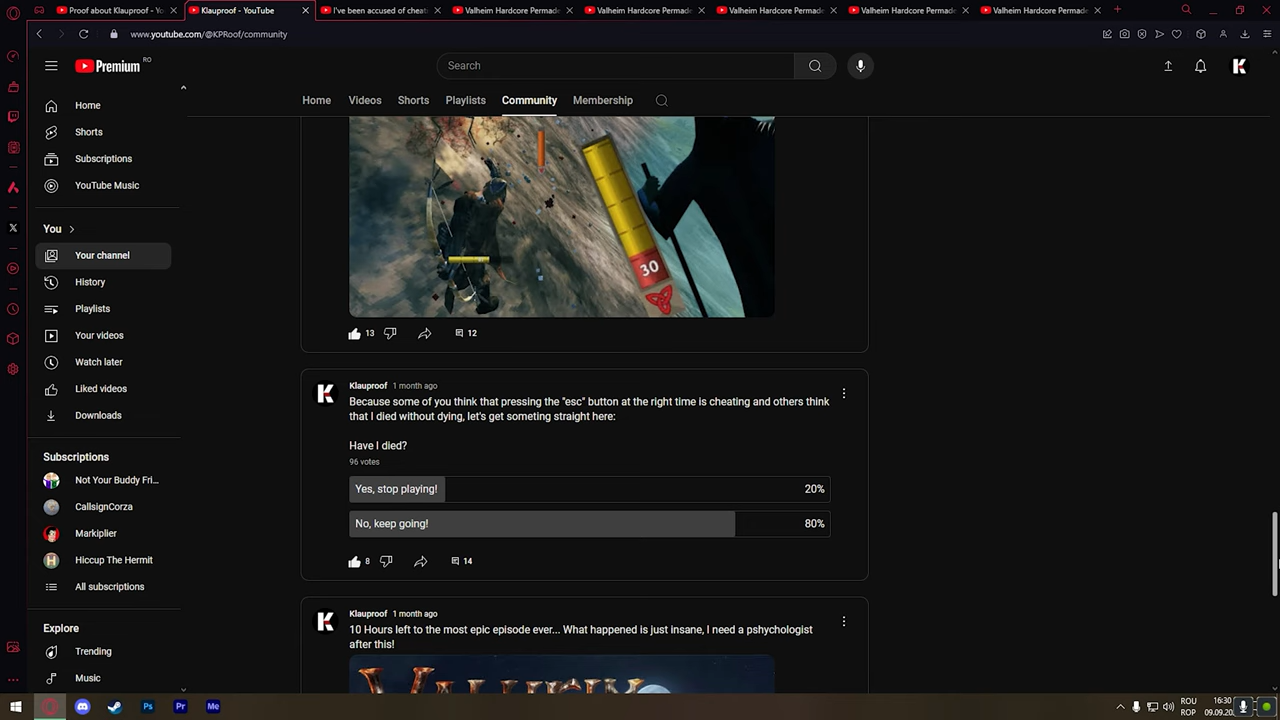 Proof about Klauproof - You
Klauproof - YouTube
I've been accused of cheat
Valheim Hardcore Permade
Valheim Hardcore Permade
Valheim Hardcore Permade
Valheim Hardcore Permade
Valheim Hardcore Permade
www.youtube.com/@KPRoof/community
Premium RO
Search
K
Home
Videos
Shorts
Playlists
Community
Membership
Home
Shorts
Subscriptions
YouTube Music
You
Your channel
History
Playlists
Your videos
Watch later
Liked videos
Downloads
Subscriptions
Not Your Buddy Fri...
CallsignCorza
Markiplier
Hiccup The Hermit
All subscriptions
Explore
Trending
Music
30
13
12
K
Klauproof 1 month ago
Because some of you think that pressing the "esc" button at the right time is cheating and others think
that I died without dying, let's get someting straight here:
Have I died?
96 votes
Yes, stop playing! 20%
No, keep going! 80%
8
14
K
Klauproof 1 month ago
10 Hours left to the most epic episode ever... What happened is just insane, I need a pshychologist
after this!
VALHEIM
Ps
Pr
Me
ROU
ROP
16:30
09.09.20